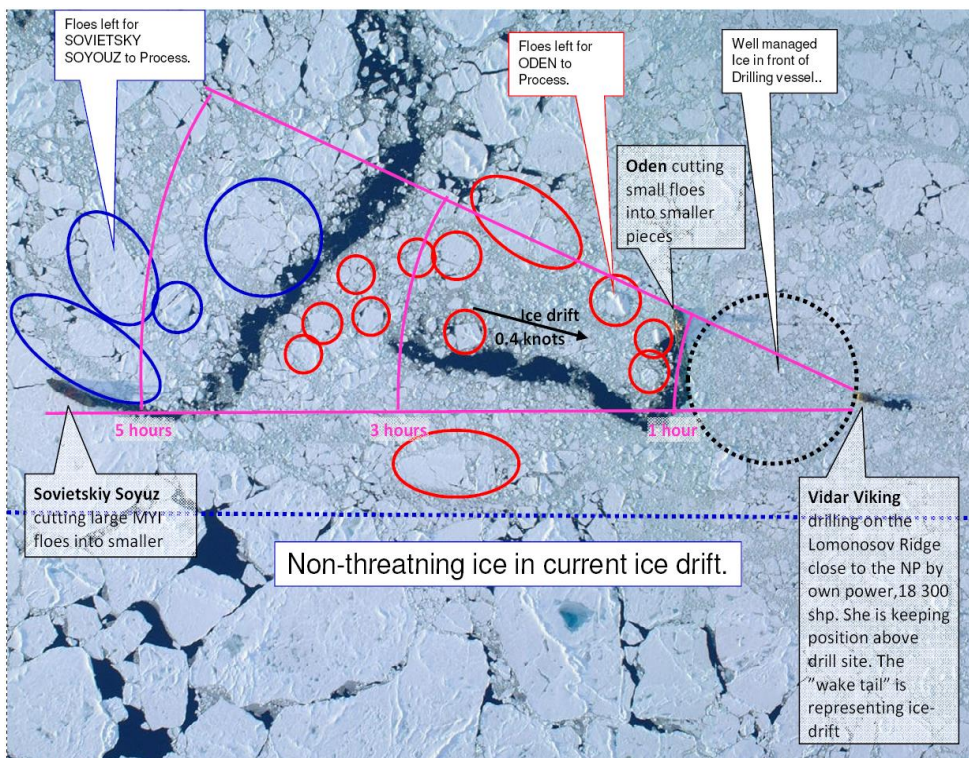 Floes left for
SOVIETSKY
SOYOUZ to Process.
Floes left for
ODEN to
Process.
Well managed
Ice in front of
Drilling vessel..
Oden cutting
small floes
into smaller
pieces
Ice drift
0.4 knots
5 hours
3 hours
1 hour
Sovietskiy Soyuz
cutting large MYI
floes into smaller
Non-threatning ice in current ice drift.
Vidar Viking
drilling on the
Lomonosov Ridge
close to the NP by
own power,18 300
shp. She is keeping
position above
drill site. The
”wake tail” is
representing ice-
drift